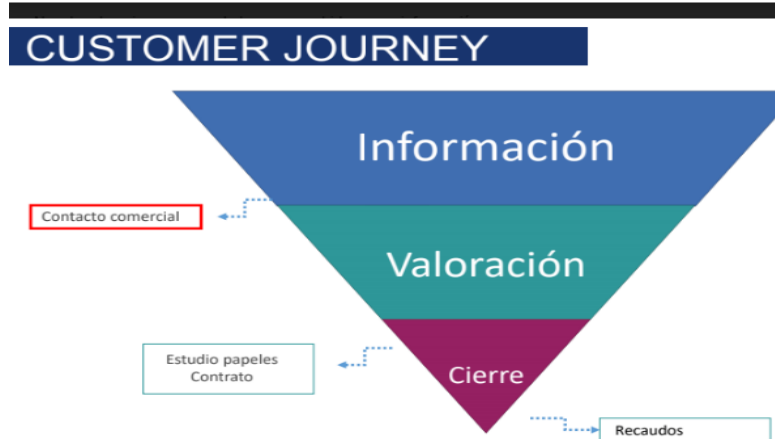 CUSTOMER JOURNEY
Información
Contacto comercial
Valoración
Estudio papeles
Contrato
Cierre
Recaudos